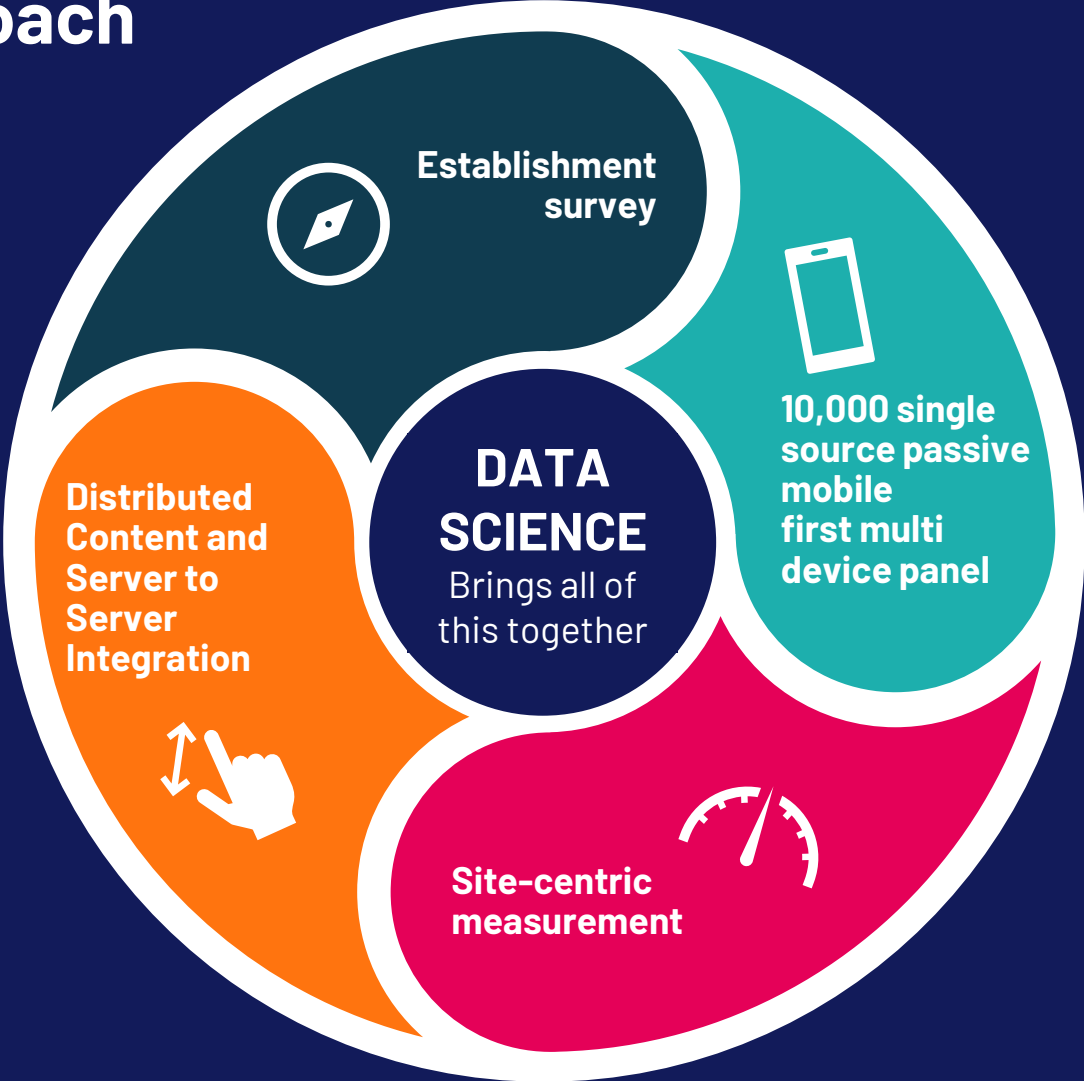 oach
Establishment
survey
10,000 single
source passive
mobile
first multi
device panel
DATA
SCIENCE
Brings all of
this together
Distributed
Content and
Server to
Server
Integration
Site-centric
measurement